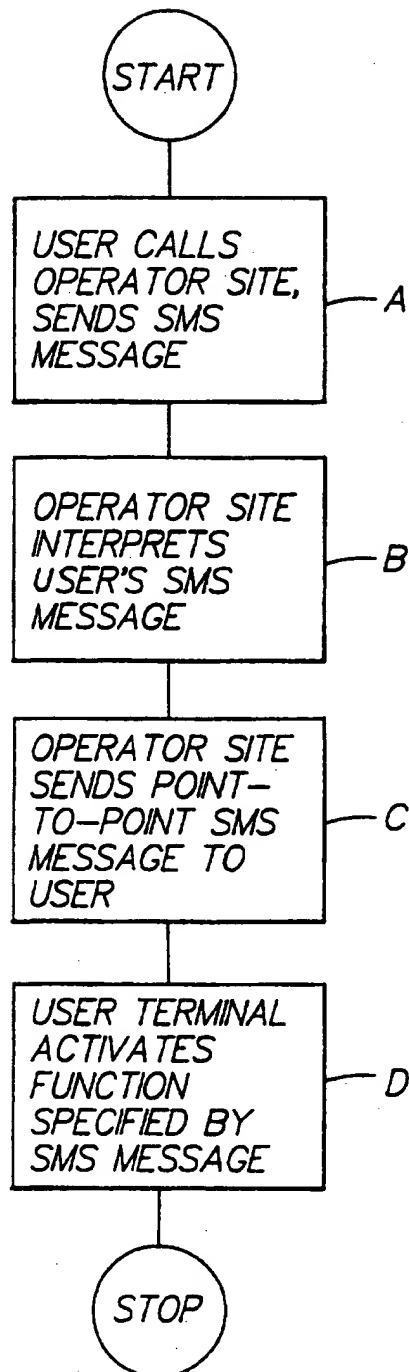 START
USER CALLS
OPERATOR SITE,
SENDS SMS
MESSAGE
A
OPERATOR SITE
INTERPRETS
USER'S SMS
MESSAGE
B
OPERATOR SITE
SENDS POINT-
TO-POINT SMS
MESSAGE TO
USER
C
USER TERMINAL
ACTIVATES
FUNCTION
SPECIFIED BY
SMS MESSAGE
D
STOP